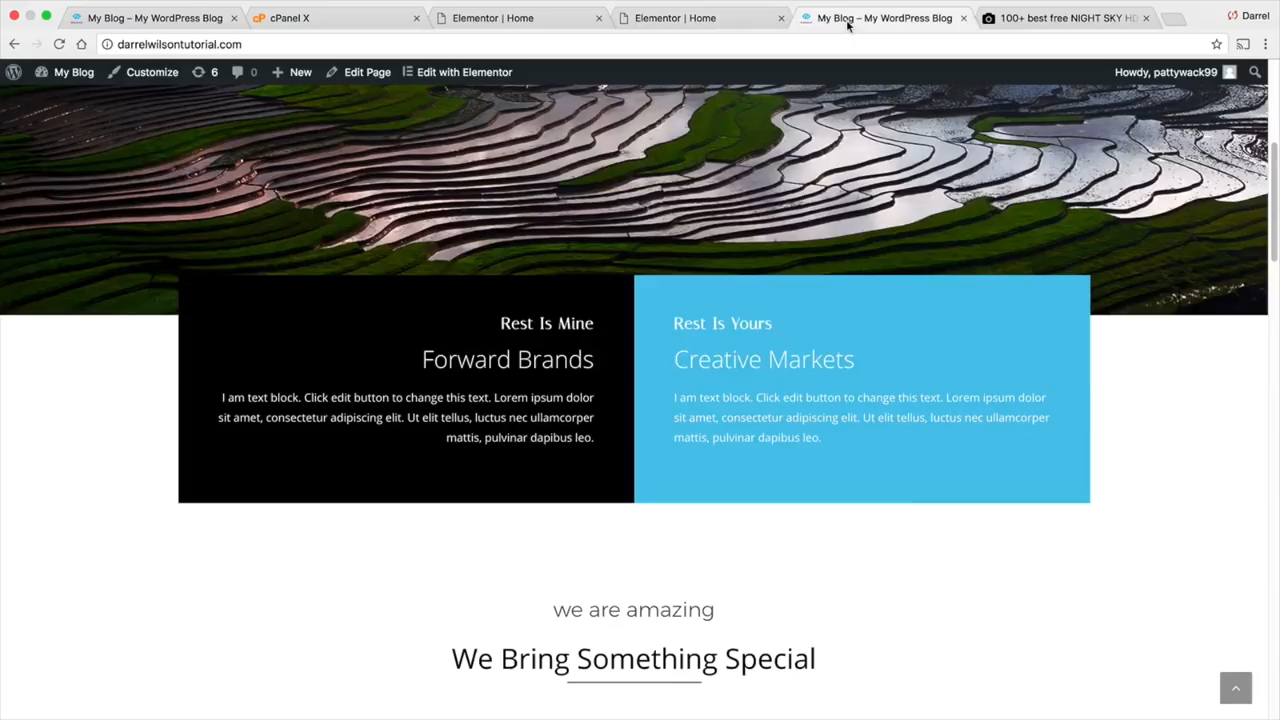 My Blog – My WordPress Blog
cPanel X
Elementor | Home
Elementor | Home
My Blog – My WordPress Blog
100+ best free NIGHT SKY HD
Darrel
darrelwilsontutorial.com
My Blog
Customize
6
0
New
Edit Page
Edit with Elementor
Howdy, pattywack99
Rest Is Mine
Forward Brands
I am text block. Click edit button to change this text. Lorem ipsum dolor
sit amet, consectetur adipiscing elit. Ut elit tellus, luctus nec ullamcorper
mattis, pulvinar dapibus leo.
Rest Is Yours
Creative Markets
I am text block. Click edit button to change this text. Lorem ipsum dolor
sit amet, consectetur adipiscing elit. Ut elit tellus, luctus nec ullamcorper
mattis, pulvinar dapibus leo.
we are amazing
We Bring Something Special